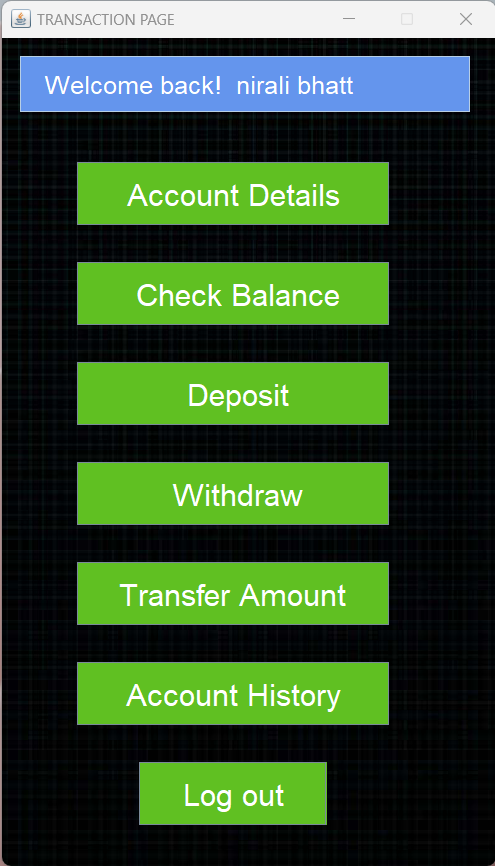 TRANSACTION PAGE
Welcome back!  nirali bhatt
Account Details
Check Balance
Deposit
Withdraw
Transfer Amount
Account History
Log out